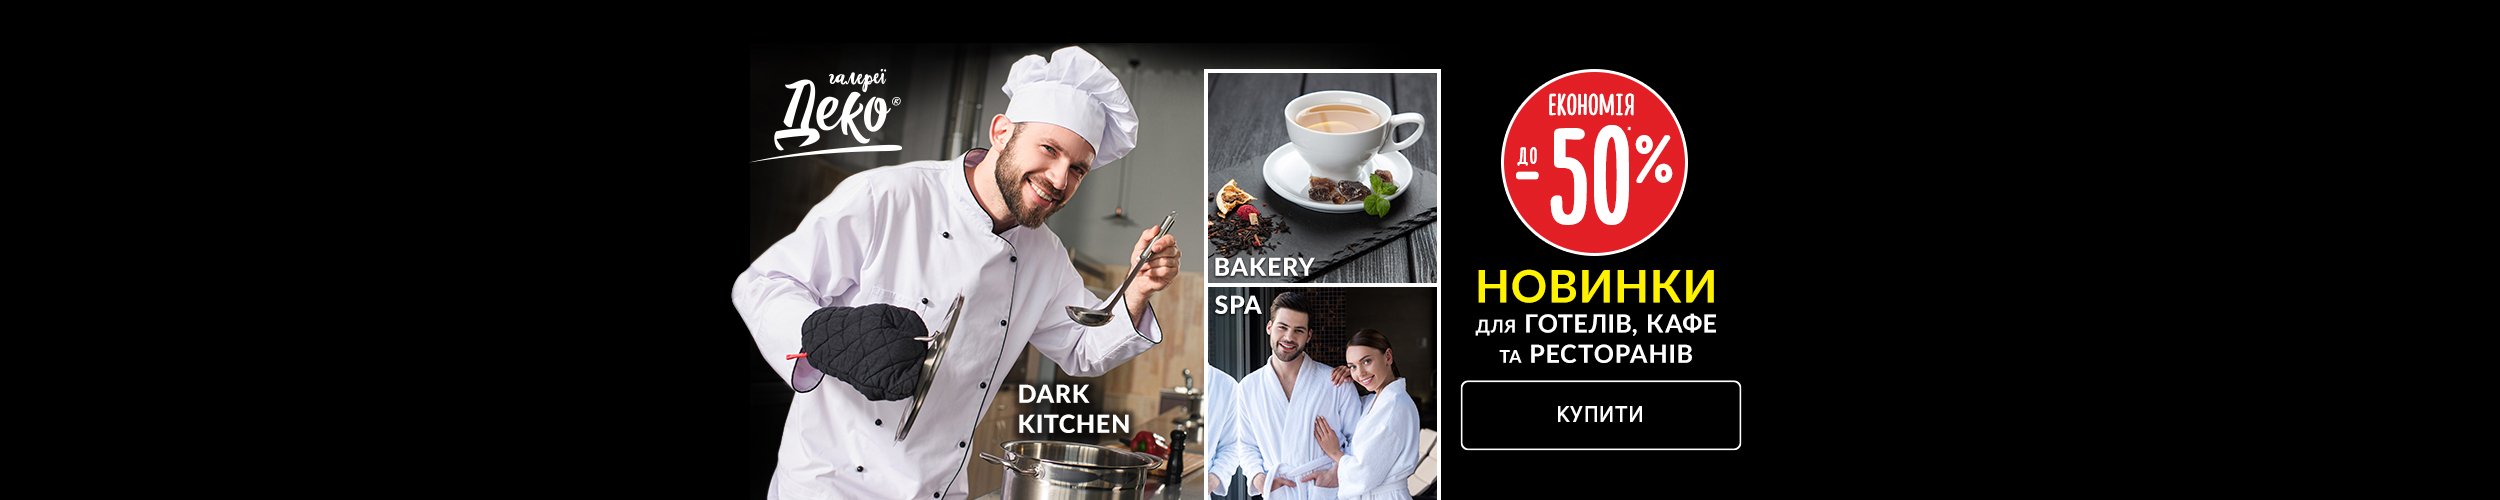 галереї
Деко®
DARK
KITCHEN
BAKERY
SPA
ЕКОНОМІЯ
ДО
-50*%
НОВИНКИ
для ГОТЕЛІВ, КАФЕ
ТА РЕСТОРАНІВ
КУПИТИ